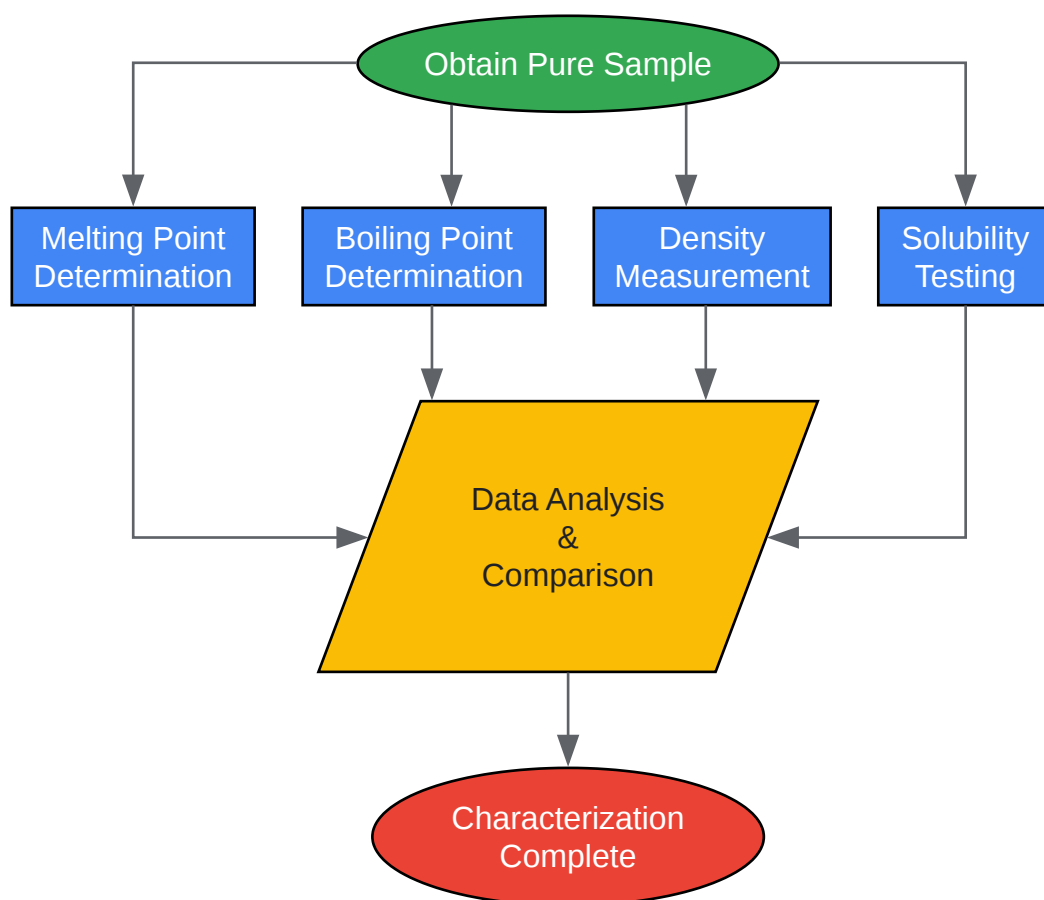 Obtain Pure Sample
Melting Point
Determination
Boiling Point
Determination
Density
Measurement
Solubility
Testing
Data Analysis
&
Comparison
Characterization
Complete